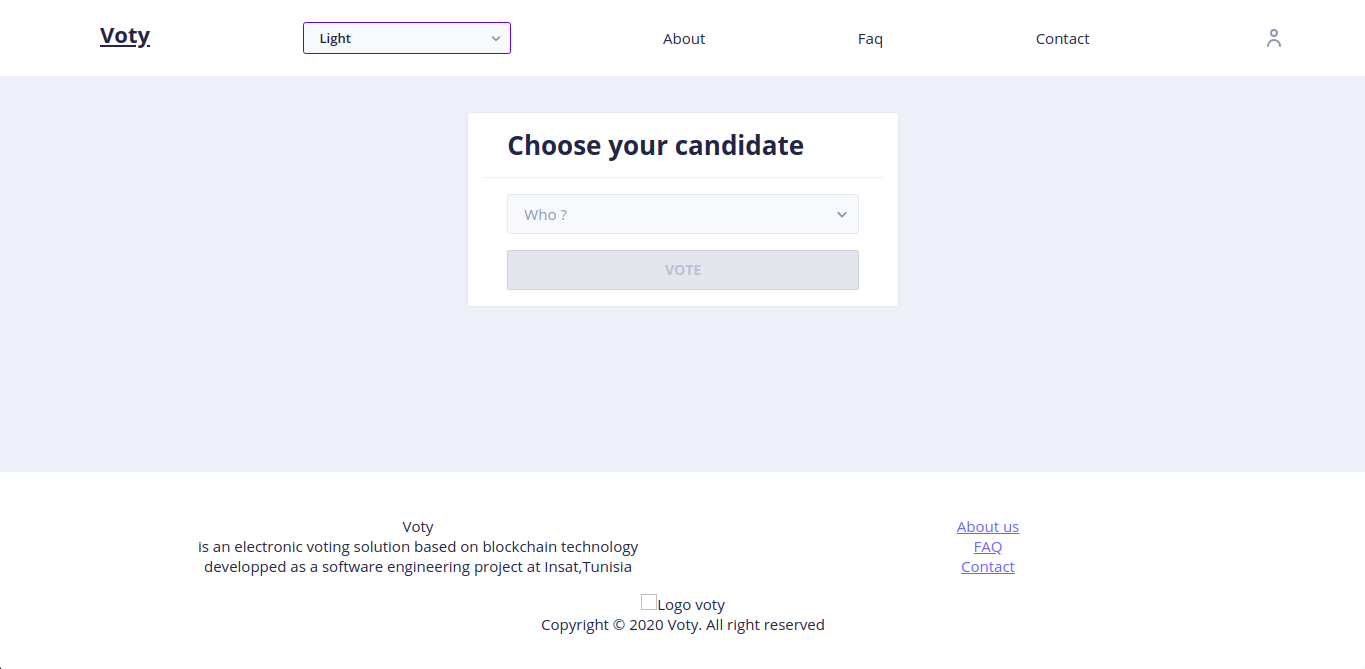 Voty
Light
About
Faq
Contact
Choose your candidate
Who ?
VOTE
Voty
is an electronic voting solution based on blockchain technology
developped as a software engineering project at Insat,Tunisia
About us
FAQ
Contact
Logo voty
Copyright © 2020 Voty. All right reserved